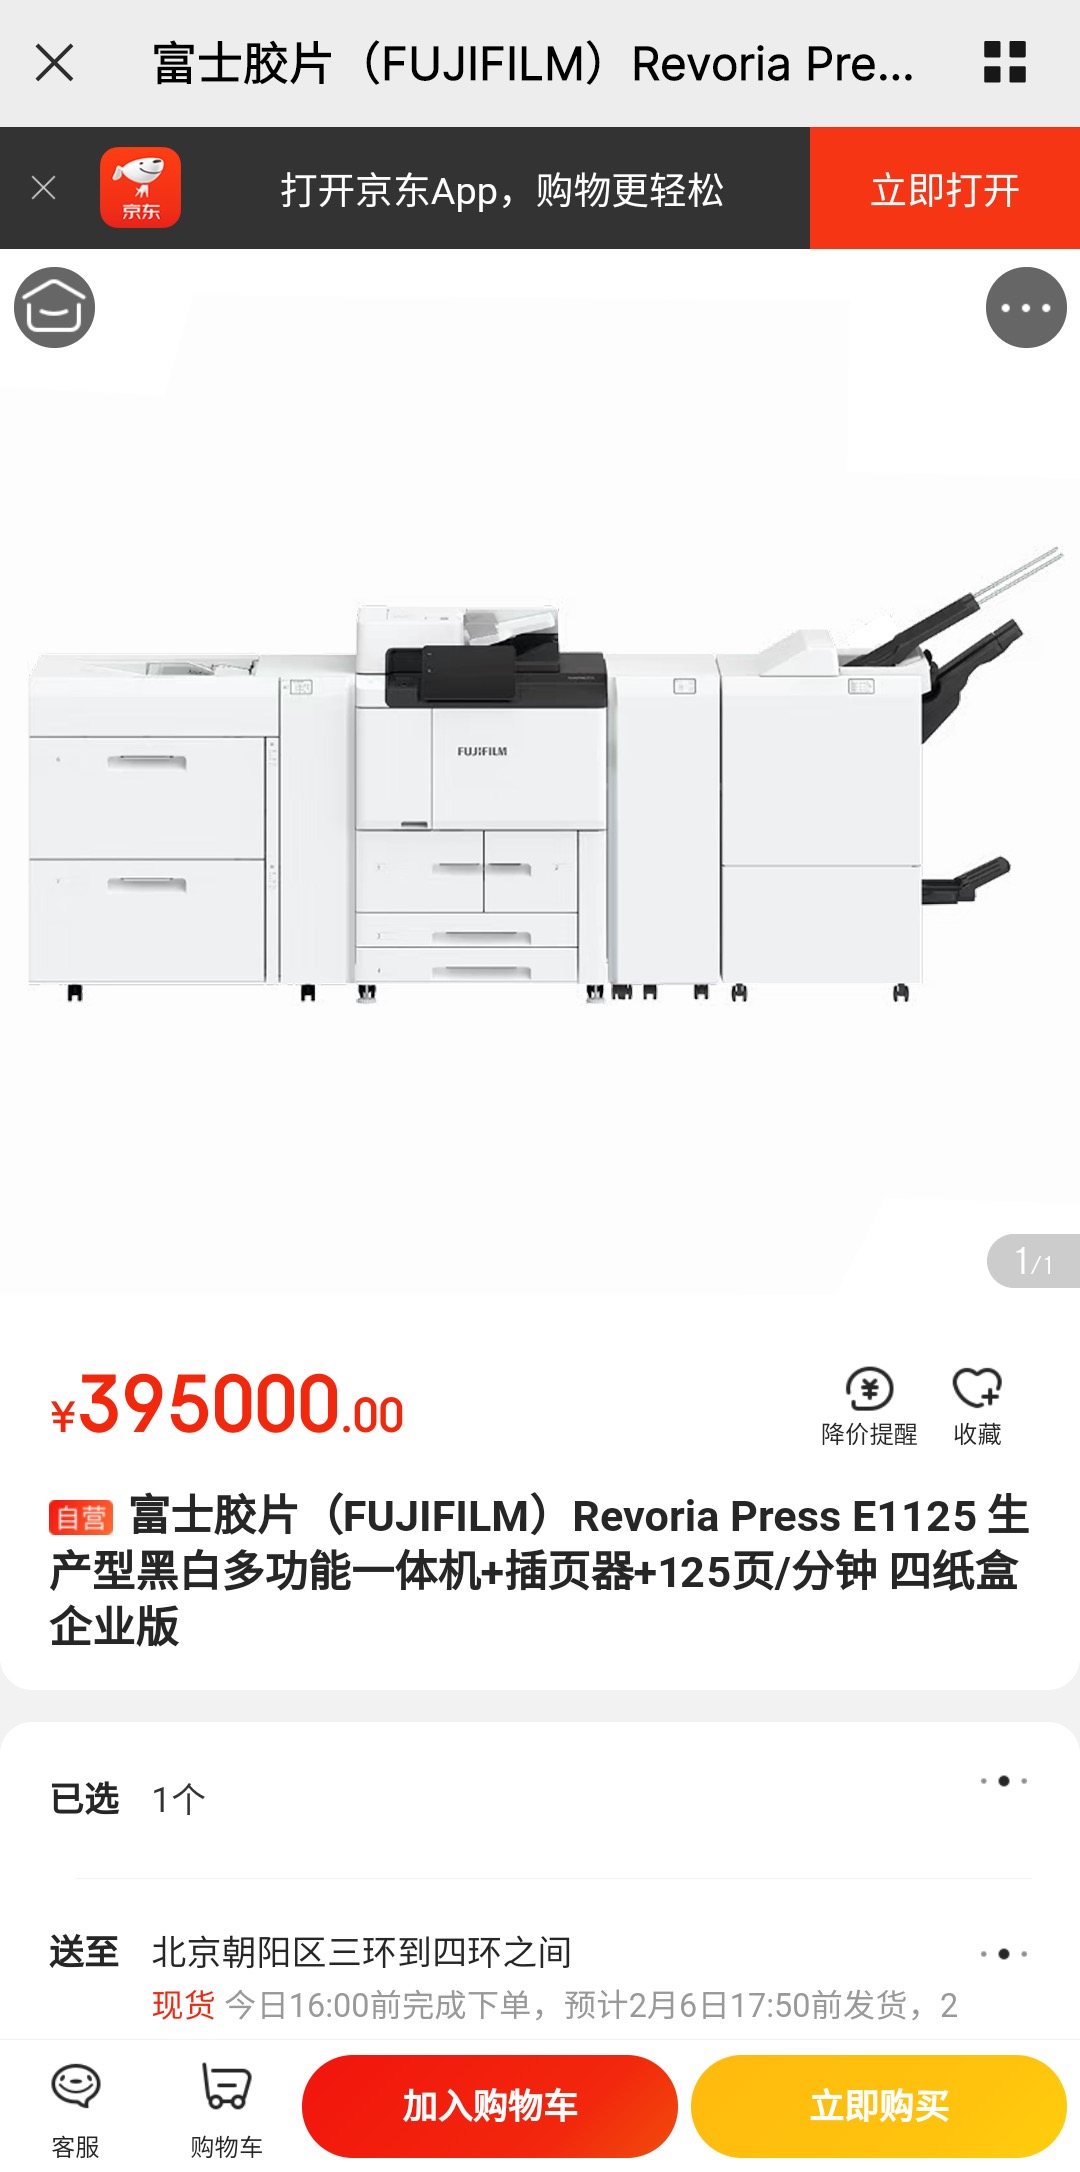 富士胶片（FUJIFILM）Revoria Pre...
京东
打开京东App，购物更轻松
立即打开
FUJIFILM
1/1
¥395000.00
降价提醒
收藏
自营 富士胶片（FUJIFILM）Revoria Press E1125 生
产型黑白多功能一体机+插页器+125页/分钟 四纸盒
企业版
已选 1个
送至 北京朝阳区三环到四环之间
现货 今日16:00前完成下单，预计2月6日17:50前发货，2
客服
购物车
加入购物车
立即购买